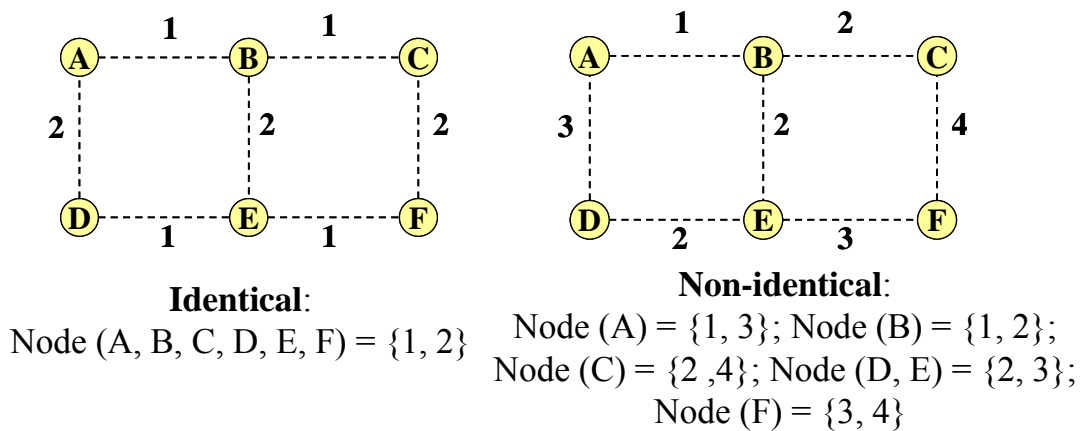 1 1
A B C
2 2 2
D E F
1 1
Identical:
Node (A, B, C, D, E, F) = {1, 2}
1 2
A B C
3 2 4
D E F
2 3
Non-identical:
Node (A) = {1, 3}; Node (B) = {1, 2};
Node (C) = {2 ,4}; Node (D, E) = {2, 3};
Node (F) = {3, 4}